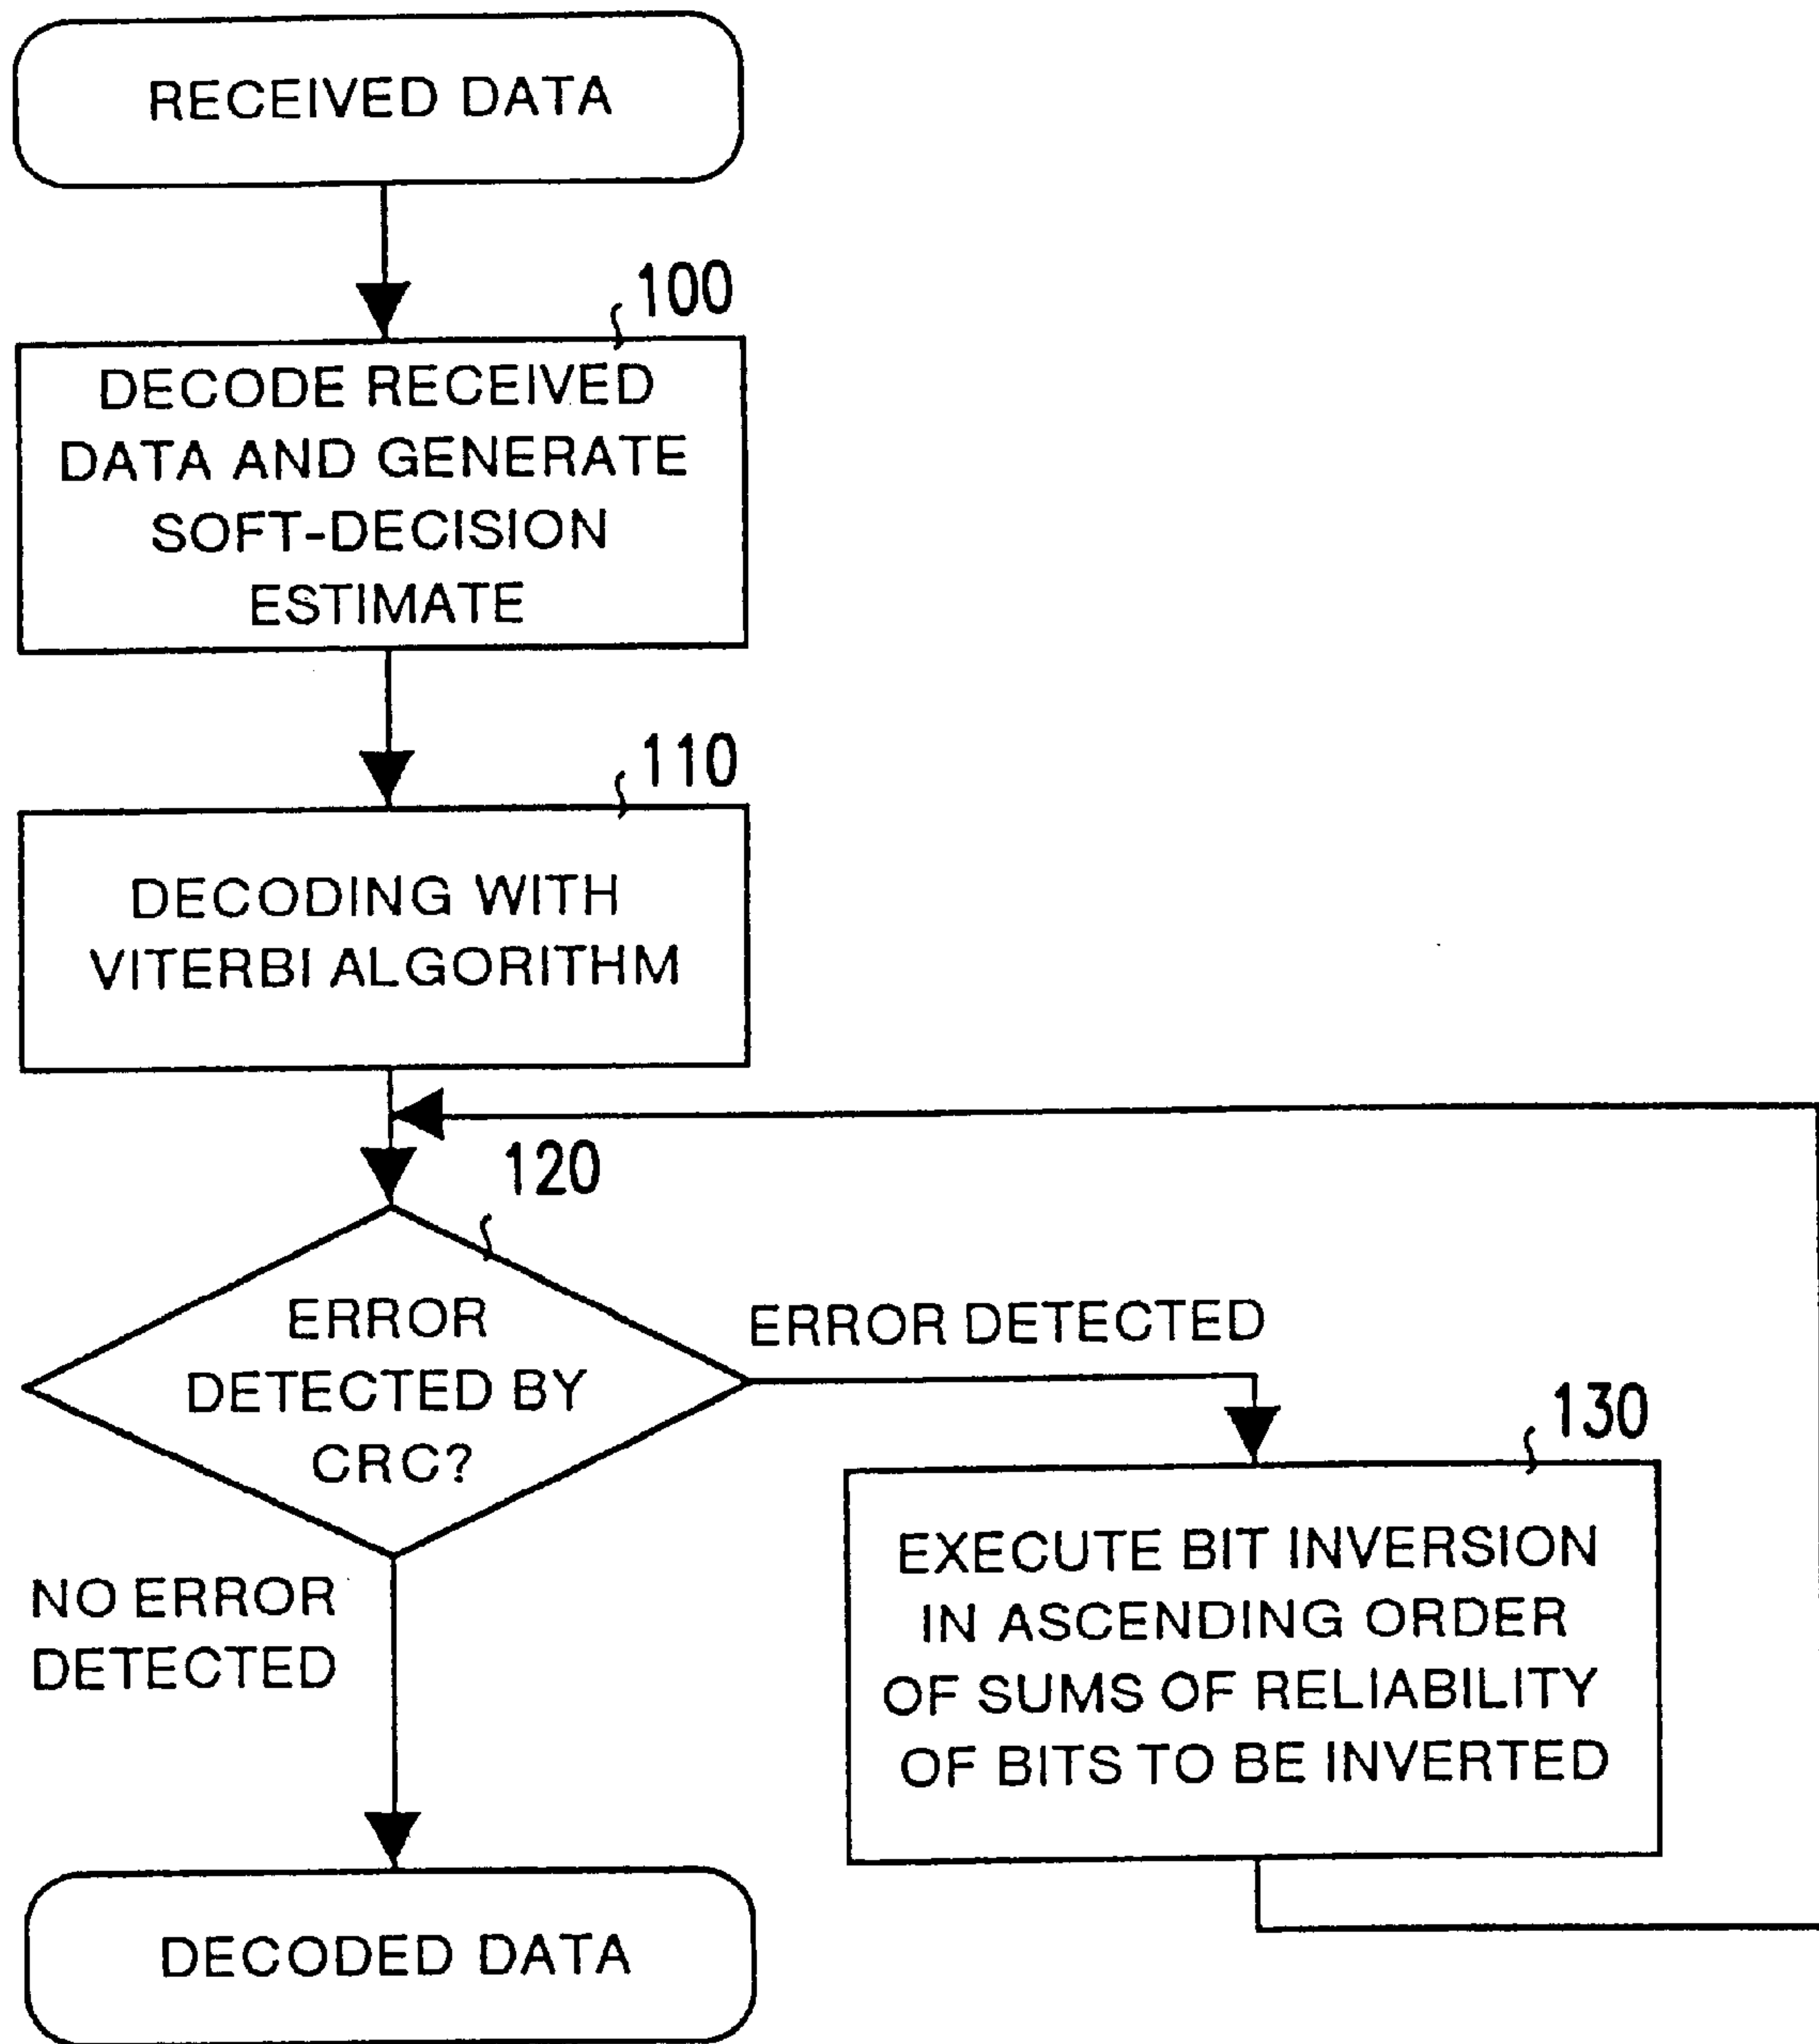 RECEIVED DATA
100
DECODE RECEIVED
DATA AND GENERATE
SOFT-DECISION
ESTIMATE
110
DECODING WITH
VITERBI ALGORITHM
120
ERROR
DETECTED BY
CRC?
ERROR DETECTED
130
EXECUTE BIT INVERSION
IN ASCENDING ORDER
OF SUMS OF RELIABILITY
OF BITS TO BE INVERTED
NO ERROR
DETECTED
DECODED DATA